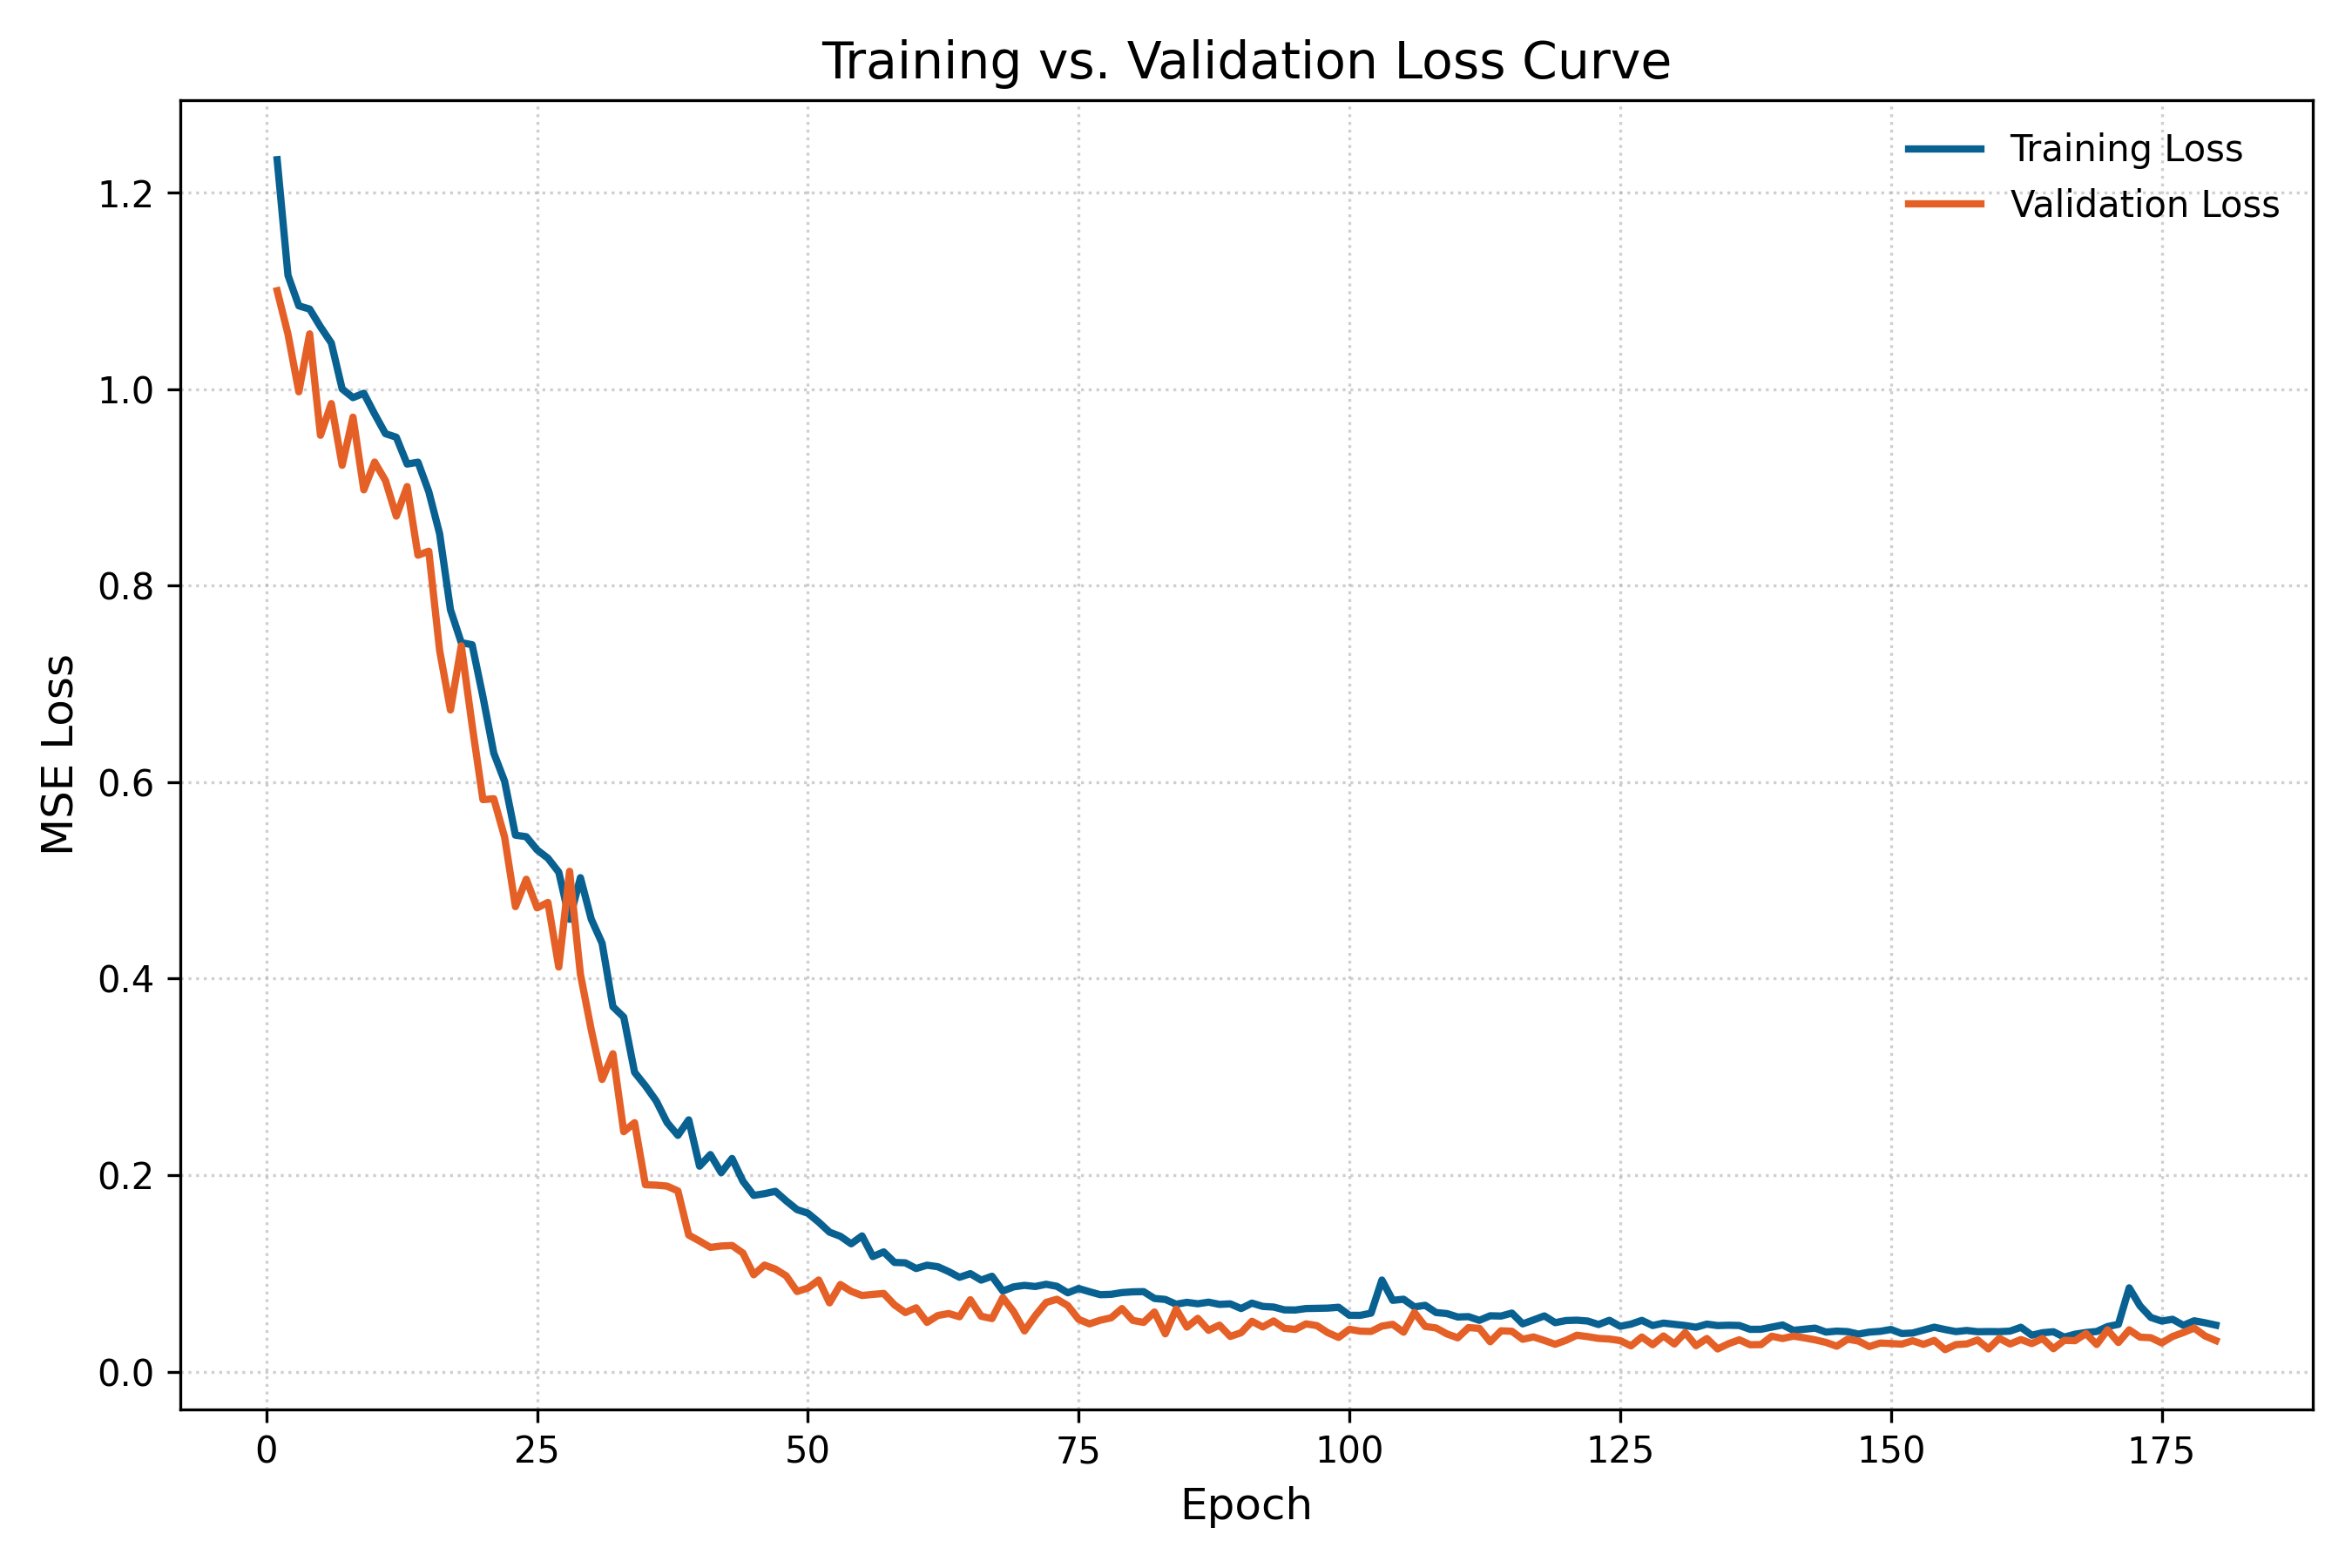 Training vs. Validation Loss Curve
Training Loss
Validation Loss
MSE Loss
1.2
1.0
0.8
0.6
0.4
0.2
0.0
0 25 50 75 100 125 150 175
Epoch